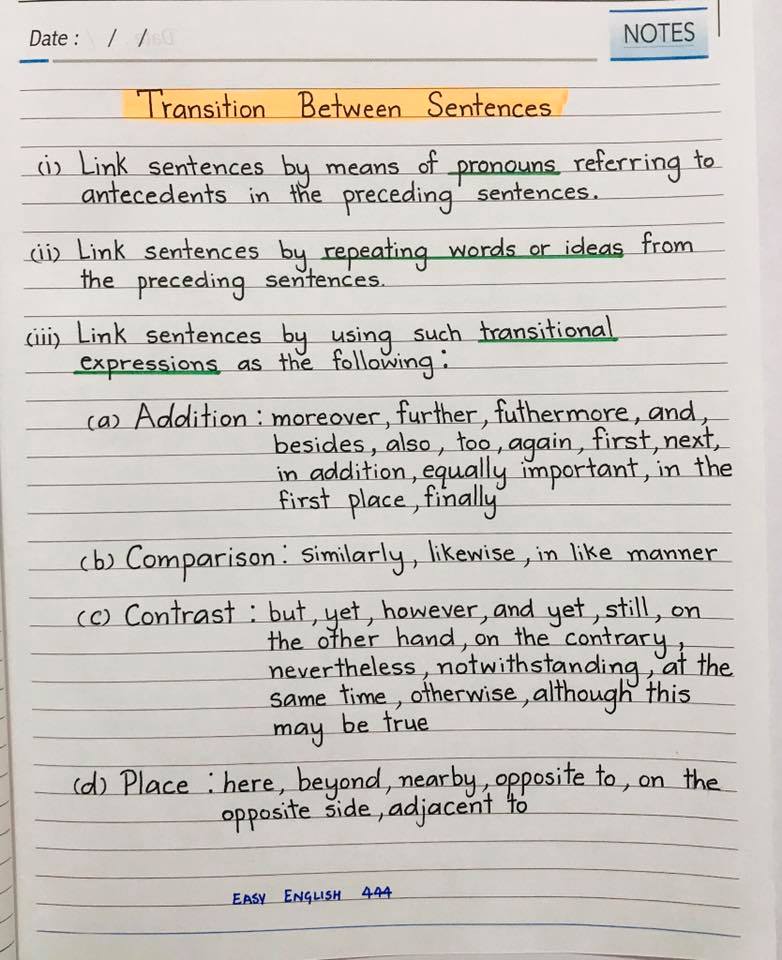 Date : / /
NOTES
Transition Between Sentences
(i) Link sentences by means of pronouns referring to
antecedents in the preceding sentences.
(ii) Link sentences by repeating words or ideas from
the preceding sentences.
(iii) Link sentences by using such transitional
expressions as the following:
(a) Addition : moreover, further, futhermore, and,
besides, also, too, again, first, next,
in addition, equally important, in the
first place, finally
(b) Comparison: similarly, likewise, in like manner
(c) Contrast : but, yet, however, and yet, still, on
the other hand, on the contrary,
nevertheless, notwithstanding, at the
same time, otherwise, although this
may be true
(d) Place : here, beyond, nearby, opposite to, on the
opposite side, adjacent to
EASY ENGLISH 444